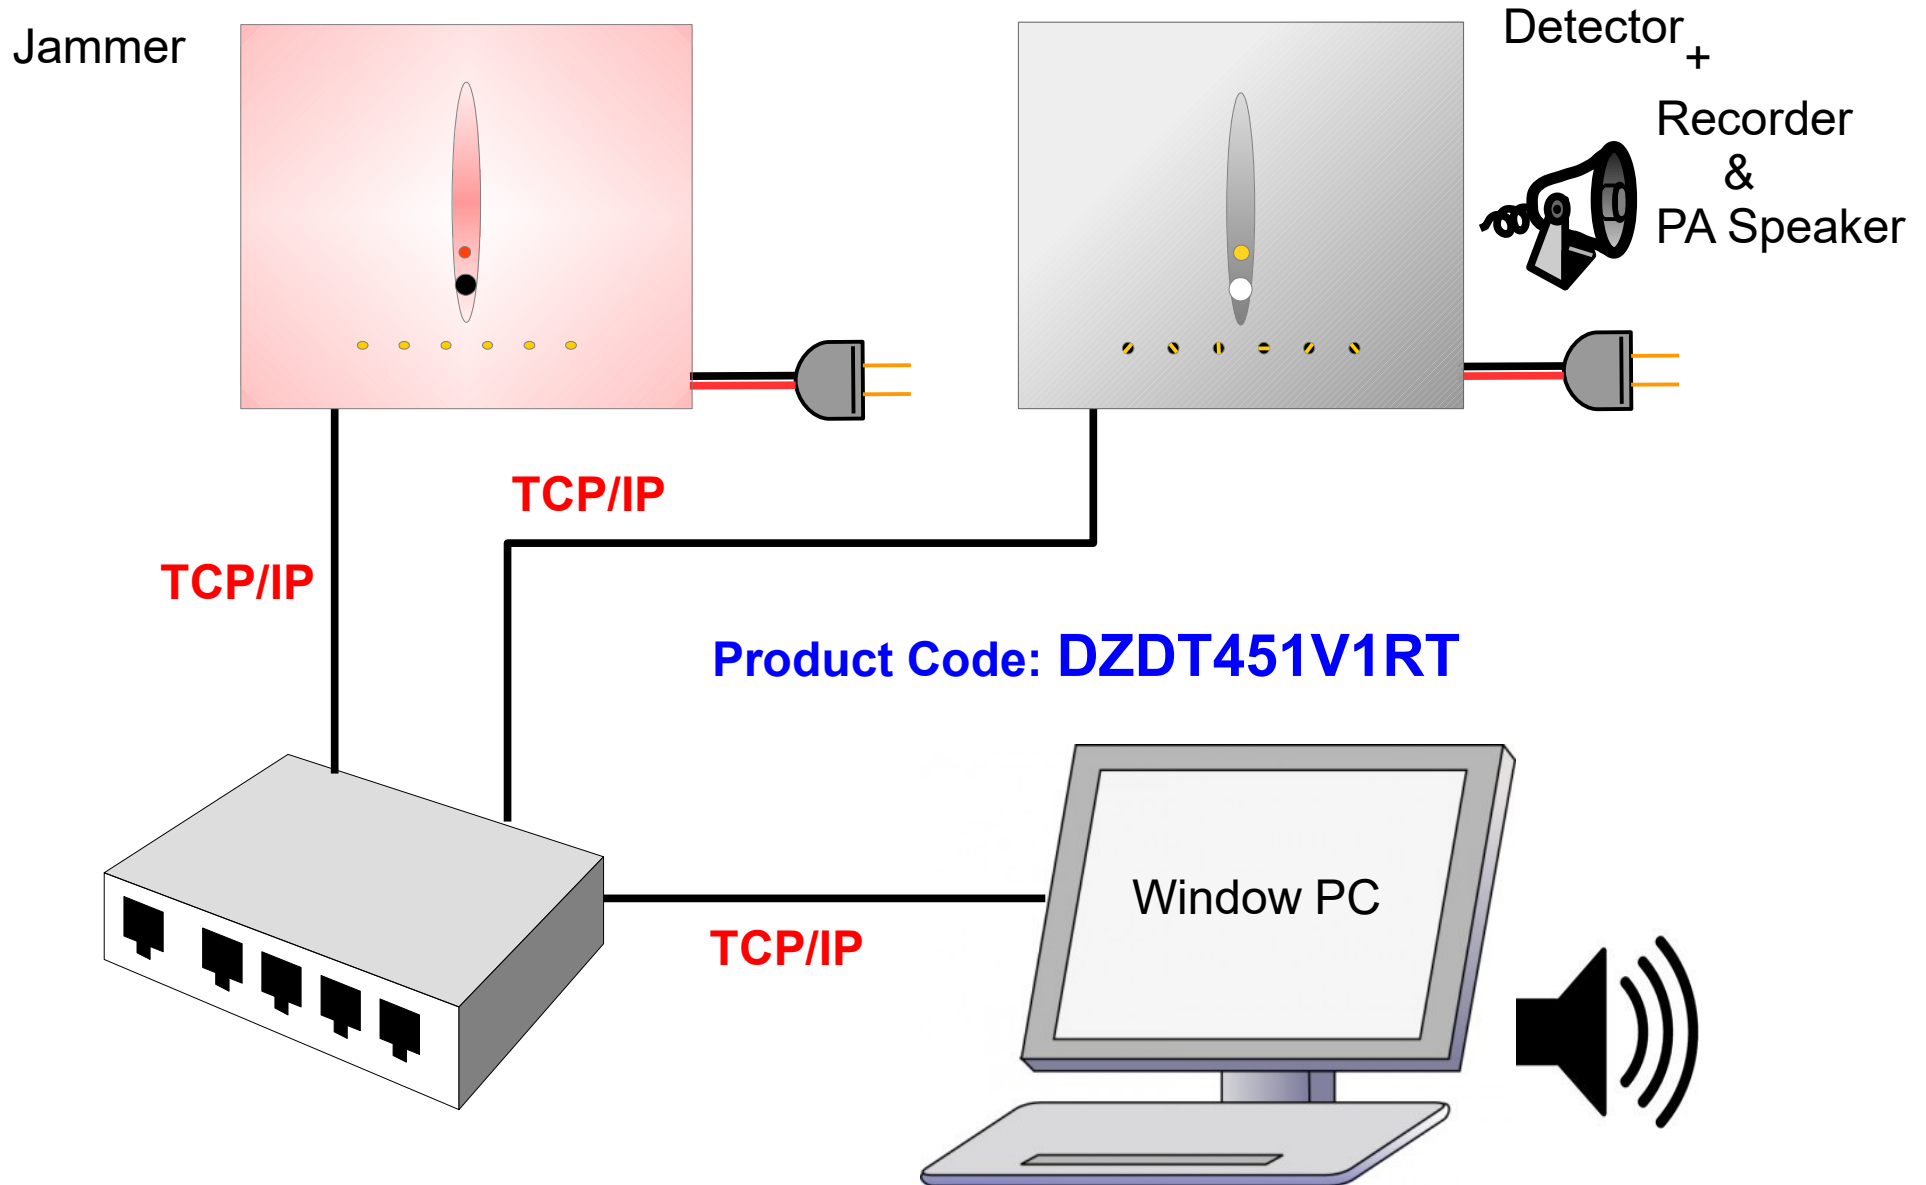 Jammer
Detector
+
Recorder
&
PA Speaker
TCP/IP
TCP/IP
Product Code: DZDT451V1RT
Window PC
TCP/IP